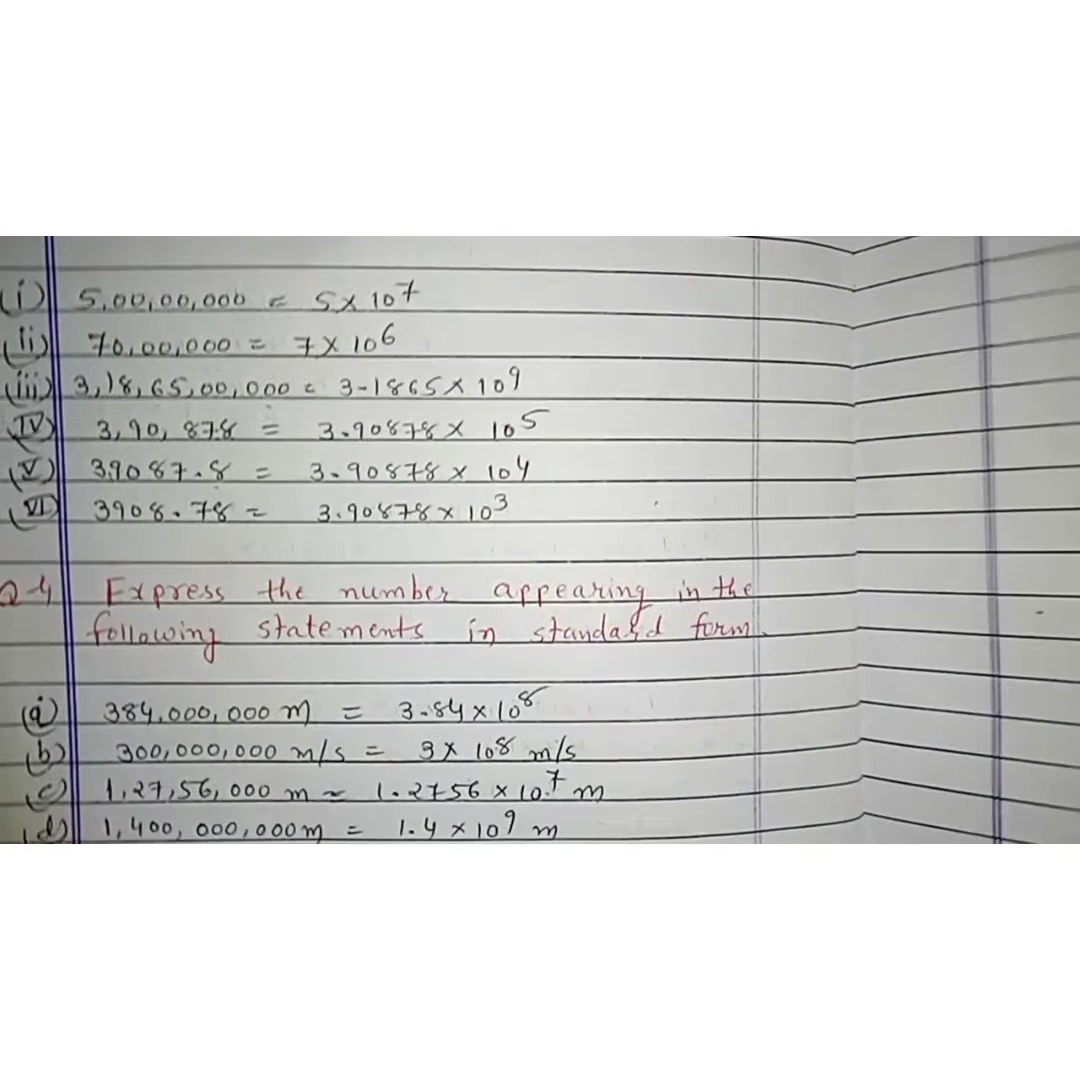 (i) 5,00,00,000 = 5 × 10⁷
(ii) 70,00,000 = 7 × 10⁶
(iii) 3,18,65,00,000 = 3-1865 × 10⁹
(IV) 3,90,878 = 3.90878 × 10⁵
(V) 39087.8 = 3.90878 × 10⁴
(VI) 3908.78 = 3.90878 × 10³
Q-4 Express the number appearing in the
following statements in standard form.
(a) 384,000,000 m = 3.84 × 10⁸
(b) 300,000,000 m/s = 3 × 10⁸ m/s
(c) 1,27,56,000 m = 1.2756 × 10⁷ m
(d) 1,400,000,000 m = 1.4 × 10⁹ m